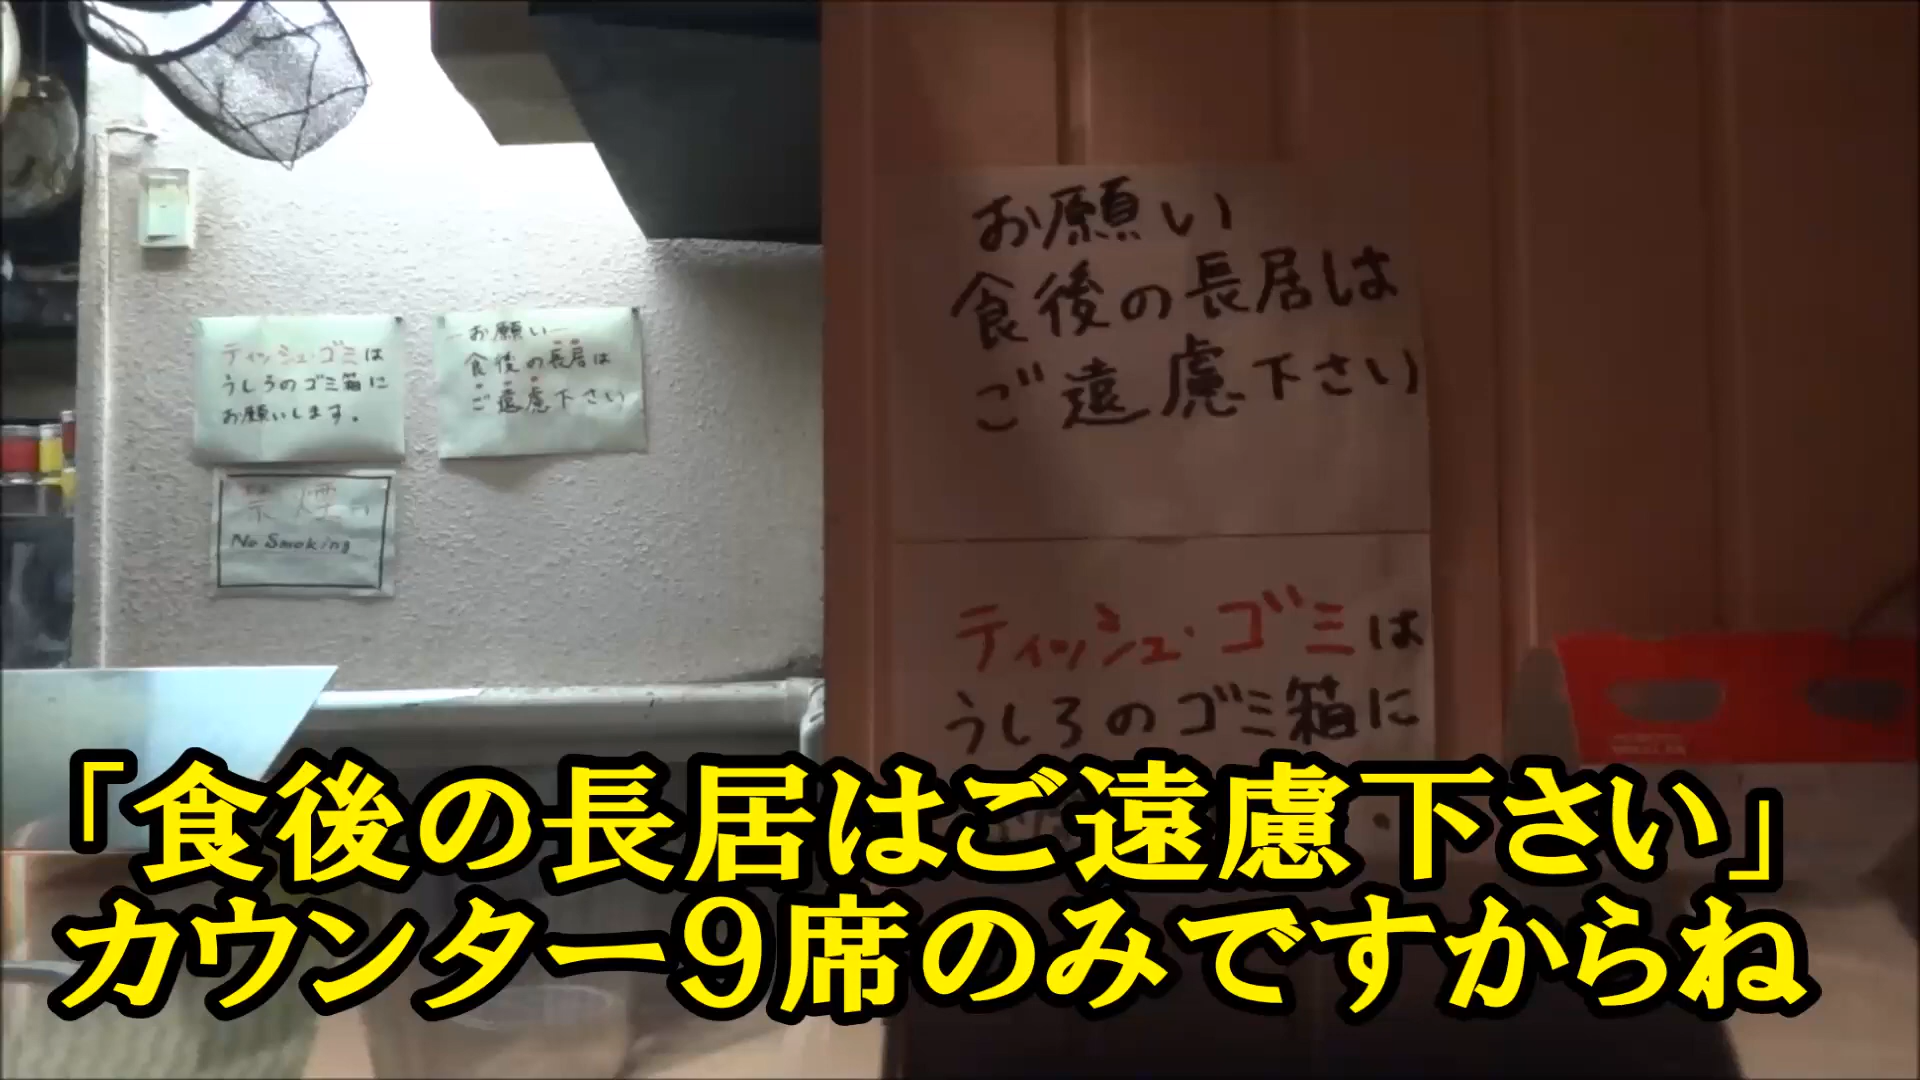 ティッシュ・ゴミは
うしろのゴミ箱に
お願いします。
お願い
食後の長居は
ご遠慮下さい
禁煙
No Smoking
お願い
食後の長居は
ご遠慮下さい
ティッシュ・ゴミは
うしろのゴミ箱に
「食後の長居はご遠慮下さい」
カウンター9席のみですからね